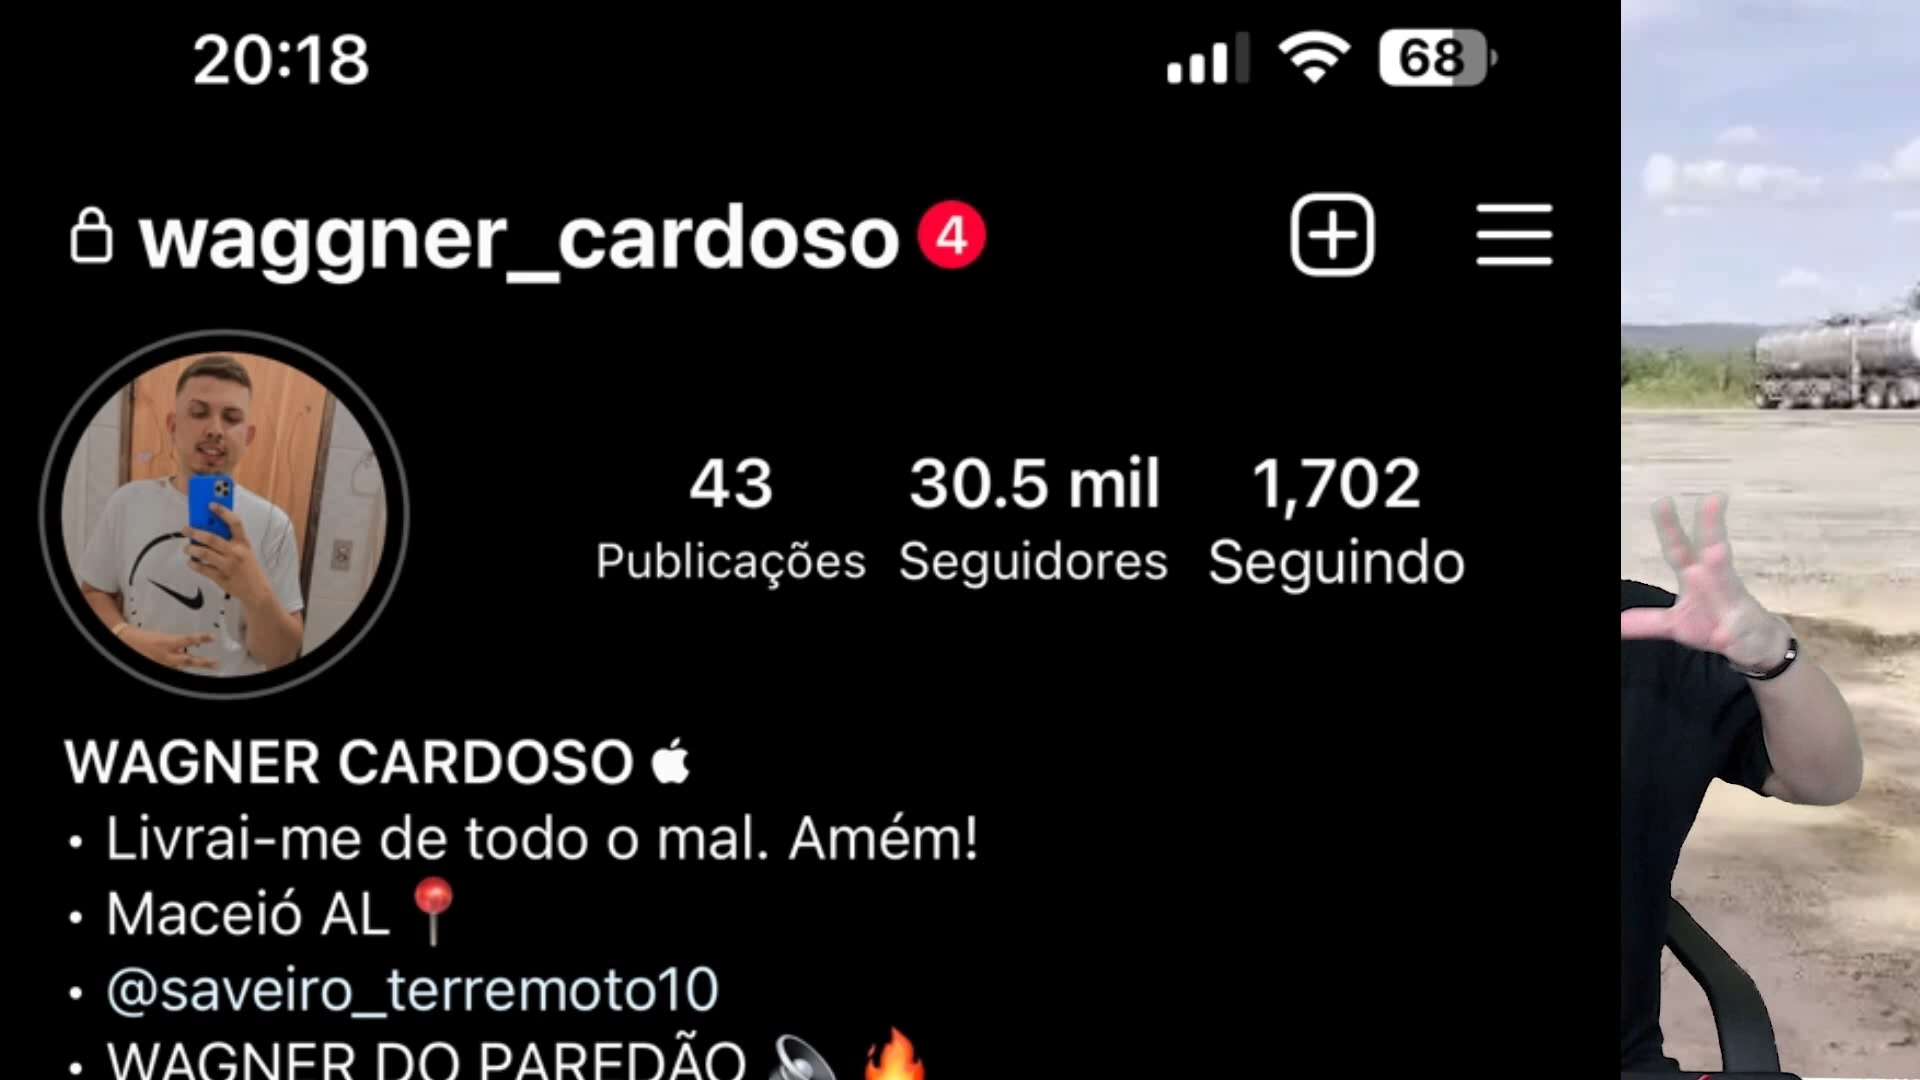 20:18
68
waggner_cardoso 4
43 30.5 mil 1,702
Publicações Seguidores Seguindo
WAGNER CARDOSO
• Livrai-me de todo o mal. Amém!
• Maceió AL
• @saveiro_terremoto10
• WAGNER DO PAREDÃO